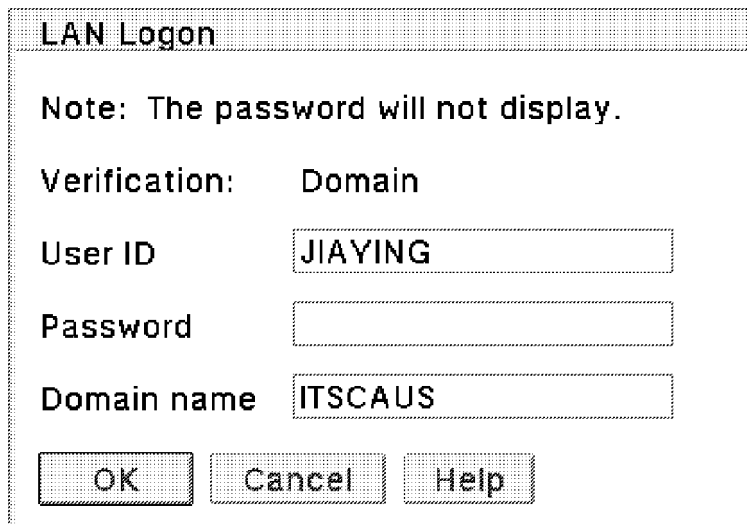 LAN Logon
Note: The password will not display.
Verification: Domain
User ID JIAYING
Password
Domain name ITSCAUS
OK Cancel Help